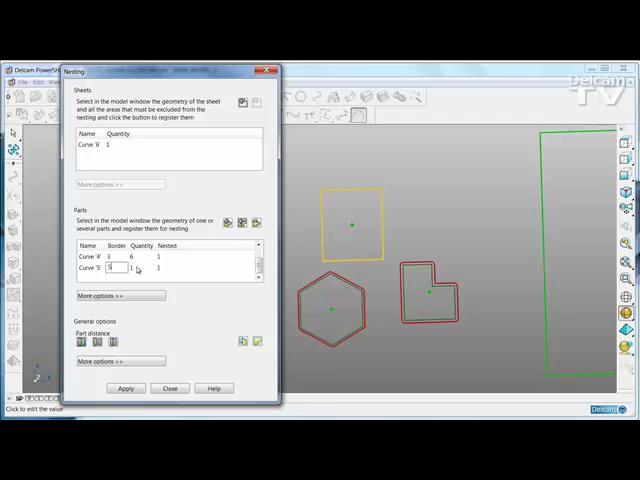 Delcam PowerSH
Nesting
Delcam
TV
File Edit
Sheets
Select in the model window the geometry of the sheet
and all the areas that must be excluded from the
nesting and click the button to register them
Name Quantity
Curve '6' 1
More options >>
Parts
Select in the model window the geometry of one or
several parts and register them for nesting
Name Border Quantity Nested
Curve '4' 3 6 1
Curve '5' 5 1 1
More options >>
General options
Part distance
More options >>
Apply Close Help
Click to edit the value
Delcam